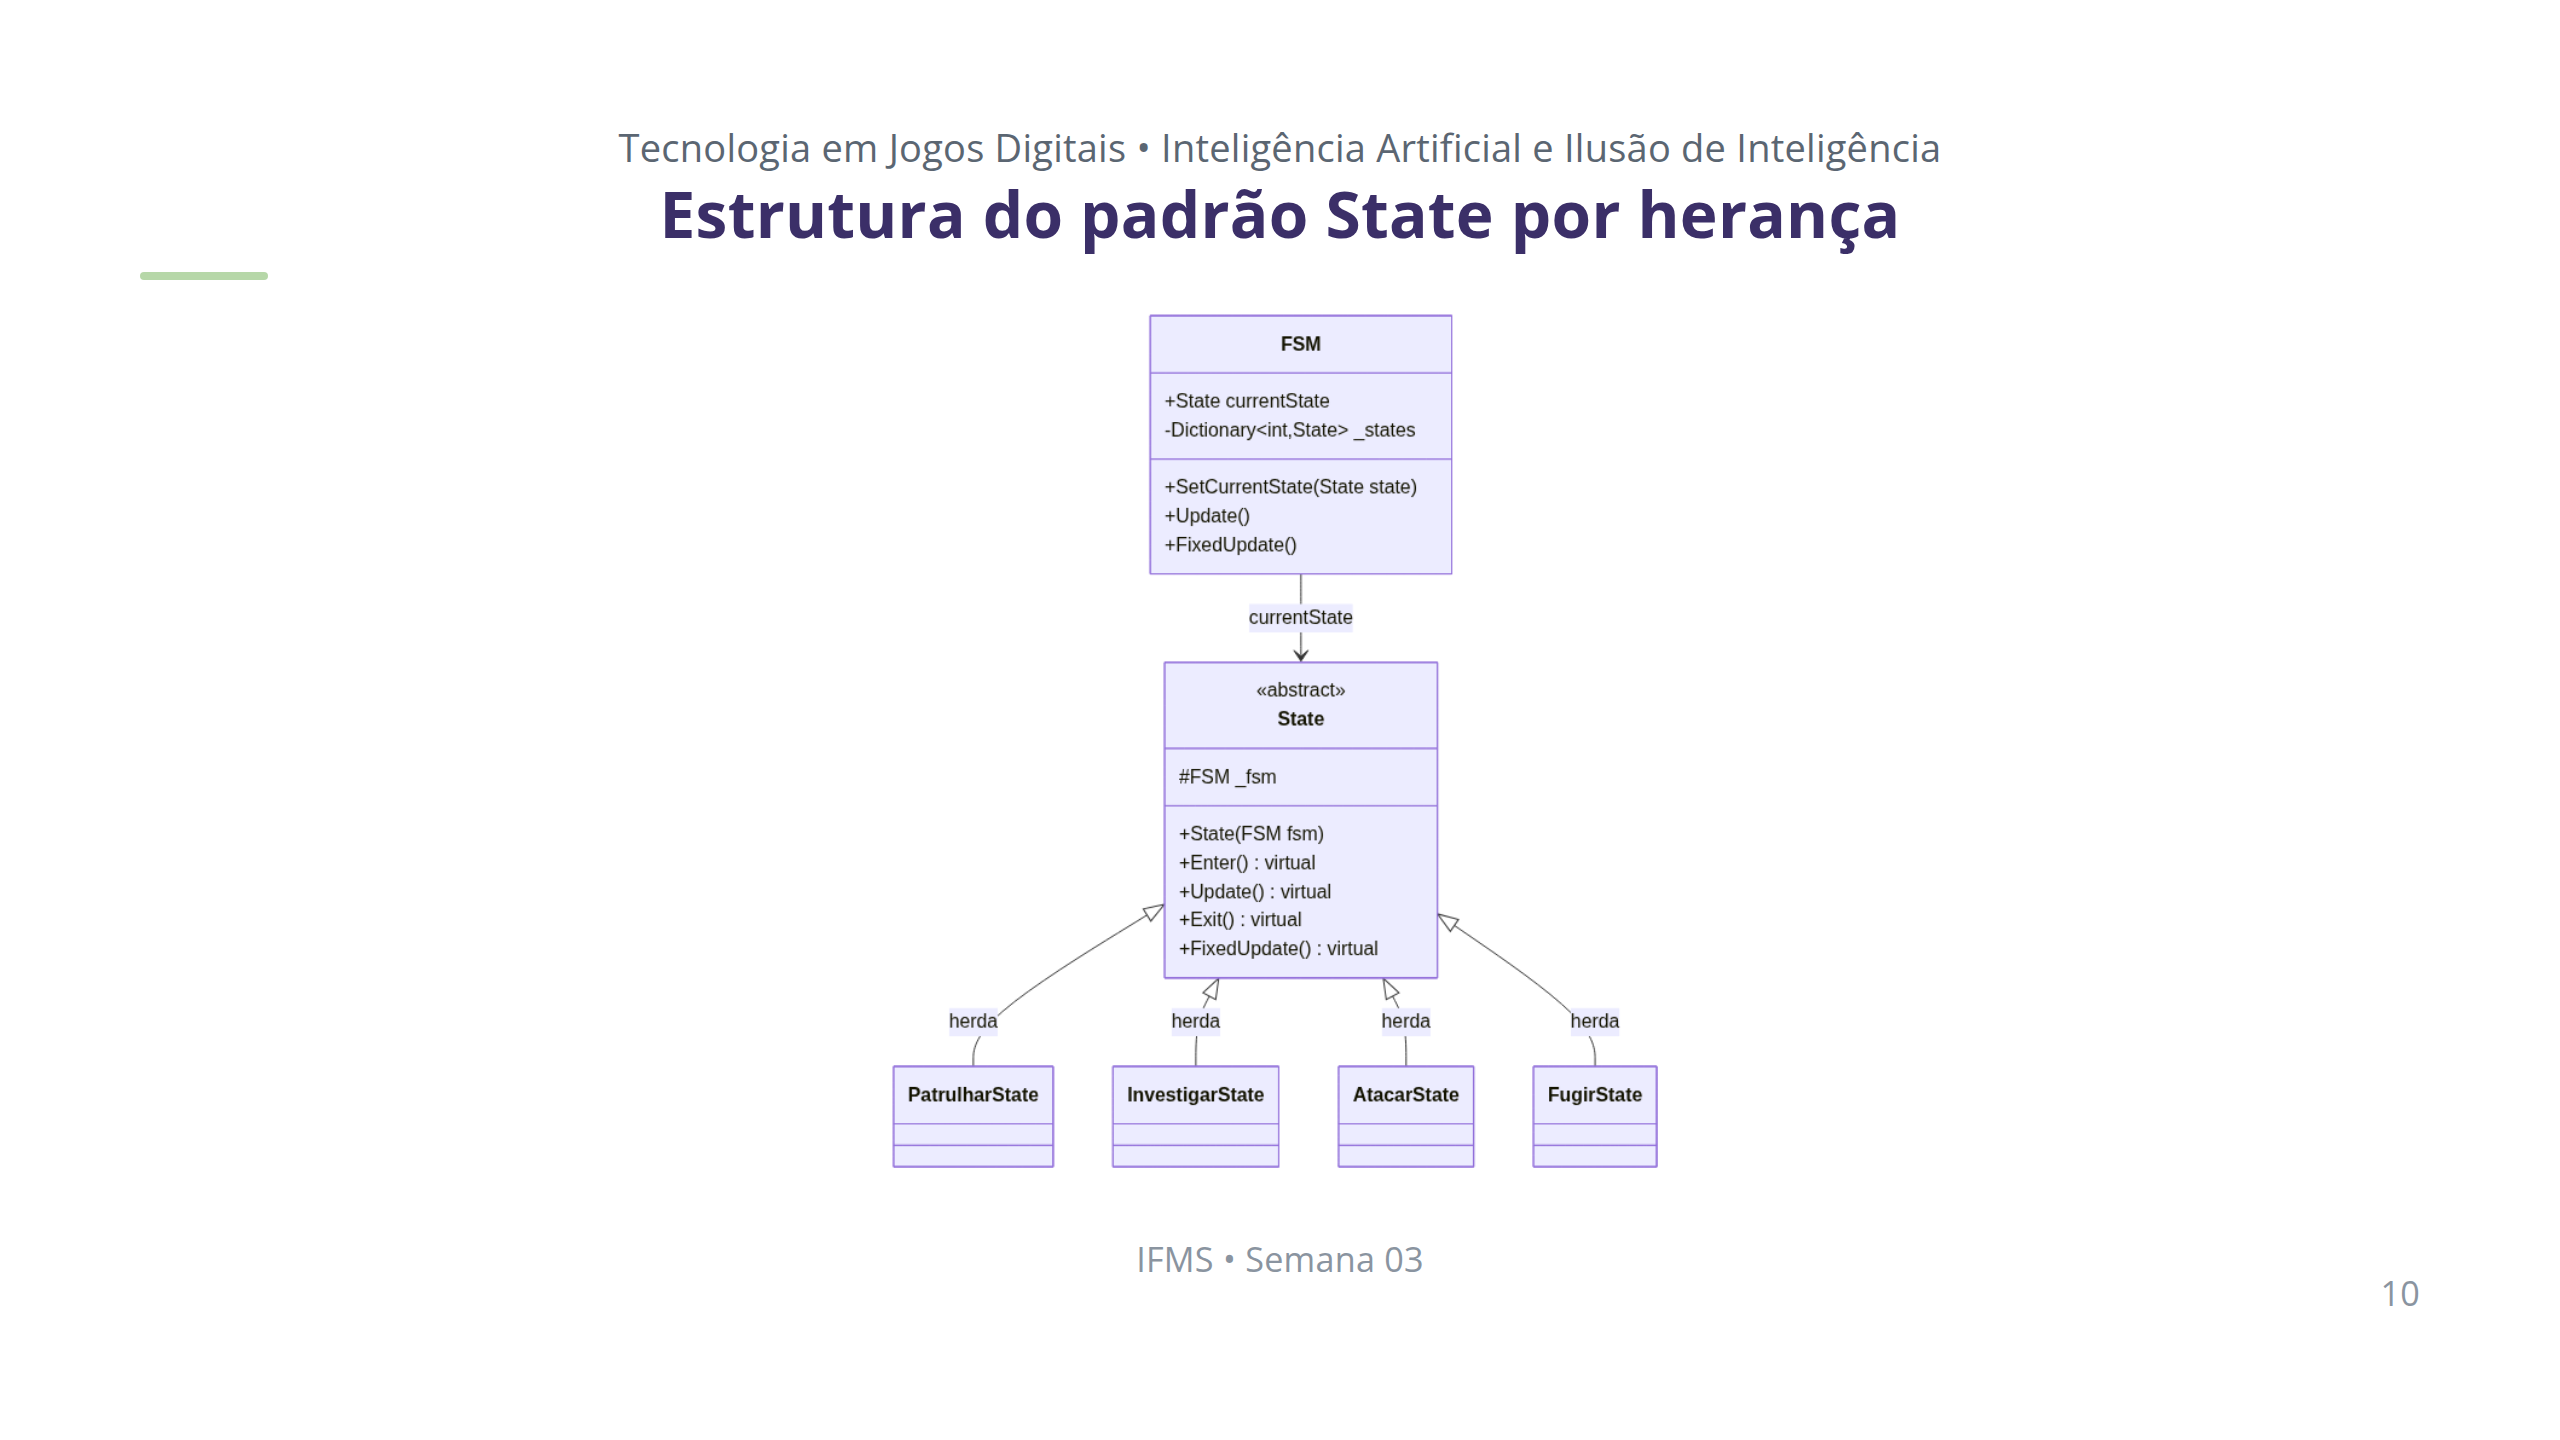 Tecnologia em Jogos Digitais • Inteligência Artificial e Ilusão de Inteligência
Estrutura do padrão State por herança
FSM
+State currentState
-Dictionary<int,State> _states
+SetCurrentState(State state)
+Update()
+FixedUpdate()
currentState
«abstract»
State
#FSM _fsm
+State(FSM fsm)
+Enter() : virtual
+Update() : virtual
+Exit() : virtual
+FixedUpdate() : virtual
herda herda herda herda
PatrulharState InvestigarState AtacarState FugirState
IFMS • Semana 03
10